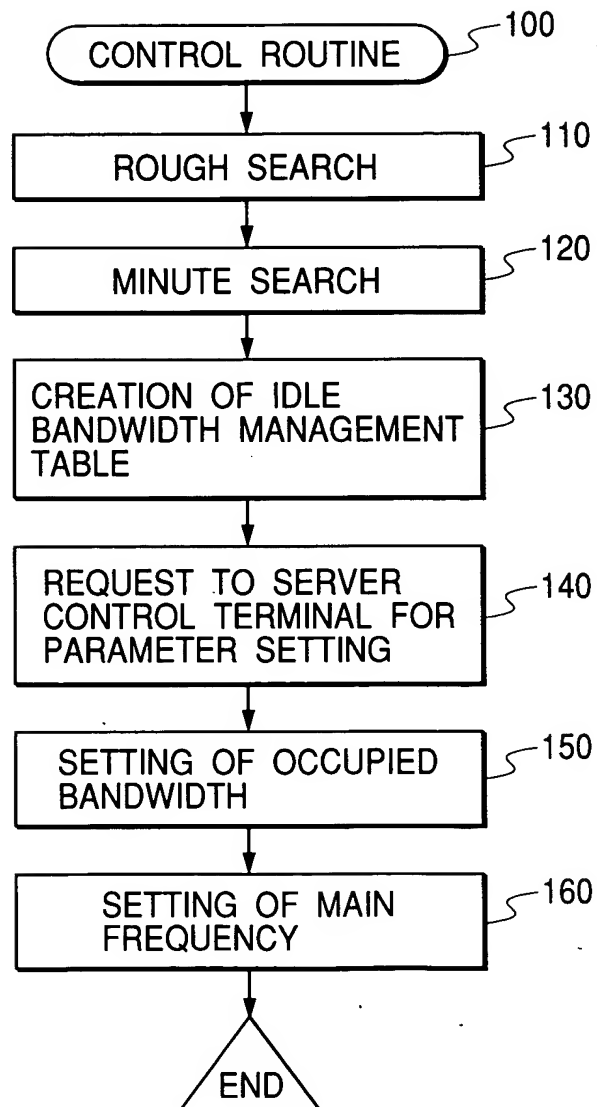 CONTROL ROUTINE
100
ROUGH SEARCH
110
MINUTE SEARCH
120
CREATION OF IDLE
BANDWIDTH MANAGEMENT
TABLE
130
REQUEST TO SERVER
CONTROL TERMINAL FOR
PARAMETER SETTING
140
SETTING OF OCCUPIED
BANDWIDTH
150
SETTING OF MAIN
FREQUENCY
160
END